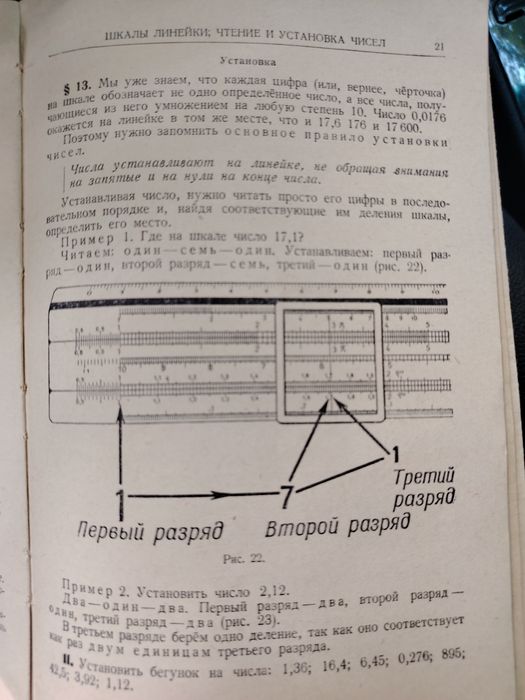 ШКАЛЫ ЛИНЕЙКИ; ЧТЕНИЕ И УСТАНОВКА ЧИСЕЛ 21
Установка
§ 13. Мы уже знаем, что каждая цифра (или, вернее, чёрточка)
на шкале обозначает не одно определённое число, а все числа, полу-
чающиеся из него умножением на любую степень 10. Число 0,0176
окажется на линейке в том же месте, что и 17,6 176 и 17 600.
Поэтому нужно запомнить основное правило установки
чисел.
Числа устанавливают на линейке, не обращая внимания
на запятые и на нули на конце числа.
Устанавливая число, нужно читать просто его цифры в последо-
вательном порядке и, найдя соответствующие им деления шкалы,
определить его место.
Пример 1. Где на шкале число 17,1?
Читаем: один — семь — один. Устанавливаем: первый раз-
ряд — один, второй разряд — семь, третий — один (рис. 22).
1 7 1
Первый разряд Второй разряд Третий разряд
Рис. 22.
Пример 2. Установить число 2,12.
Два — один — два. Первый разряд — два, второй разряд —
один, третий разряд — два (рис. 23).
В третьем разряде берём одно деление, так как оно соответствует
как раз двум единицам третьего разряда.
II. Установить бегунок на числа: 1,36; 16,4; 6,45; 0,276; 895;
42,5; 3,92; 1,12.